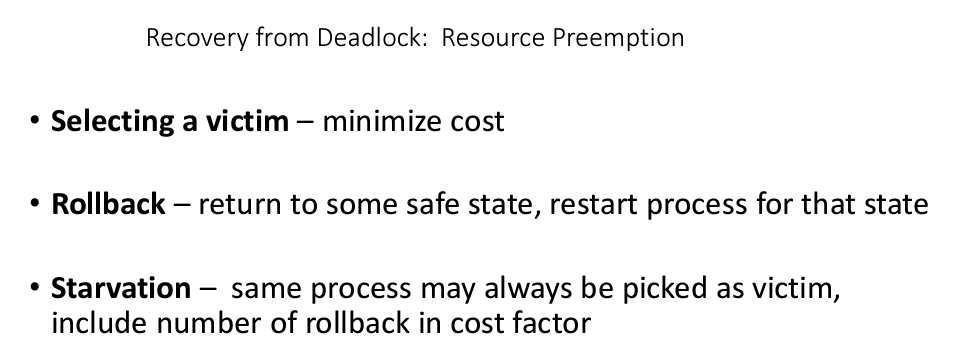 Recovery from Deadlock:  Resource Preemption
• Selecting a victim – minimize cost
• Rollback – return to some safe state, restart process for that state
• Starvation –  same process may always be picked as victim,
include number of rollback in cost factor